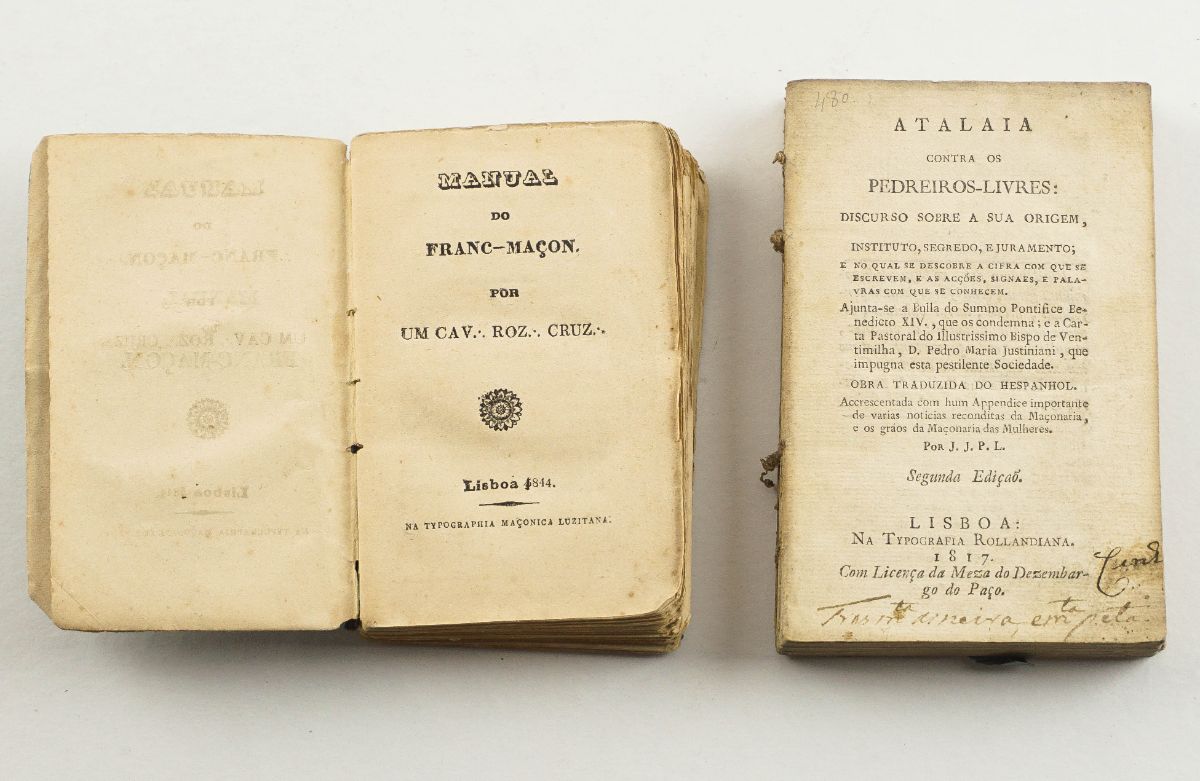 MANUAL
DO
FRANC-MAÇON.
POR
UM CAV.·. ROZ.·. CRUZ.·.
Lisboa 1844.
NA TYPOGRAPHIA MAÇONICA LUZITANA.
480.
ATALAIA
CONTRA OS
PEDREIROS-LIVRES:
DISCURSO SOBRE A SUA ORIGEM,
INSTITUTO, SEGREDO, E JURAMENTO;
E NO QUAL SE DESCOBRE A CIFRA COM QUE SE
ESCREVEM, E AS ACÇÕES, SIGNAES, E PALA-
VRAS COM QUE SE CONHECEM.
Ajunta-se a Bulla do Summo Pontifice Be-
nedicto XIV., que os condemna; e a Car-
ta Pastoral do Illustrissimo Bispo de Ven-
timilha, D. Pedro Maria Justiniani, que
impugna esta pestilente Sociedade.
OBRA TRADUZIDA DO HESPANHOL.
Accrescentada com hum Appendice importante
de varias noticias reconditas da Maçonaria,
e os gráos da Maçonaria das Mulheres.
POR J. J. P. L.
Segunda Ediçaõ.
LISBOA:
NA TYPOGRAFIA ROLLANDIANA.
1817.
Com Licença da Meza do Dezembar-
go do Paço.